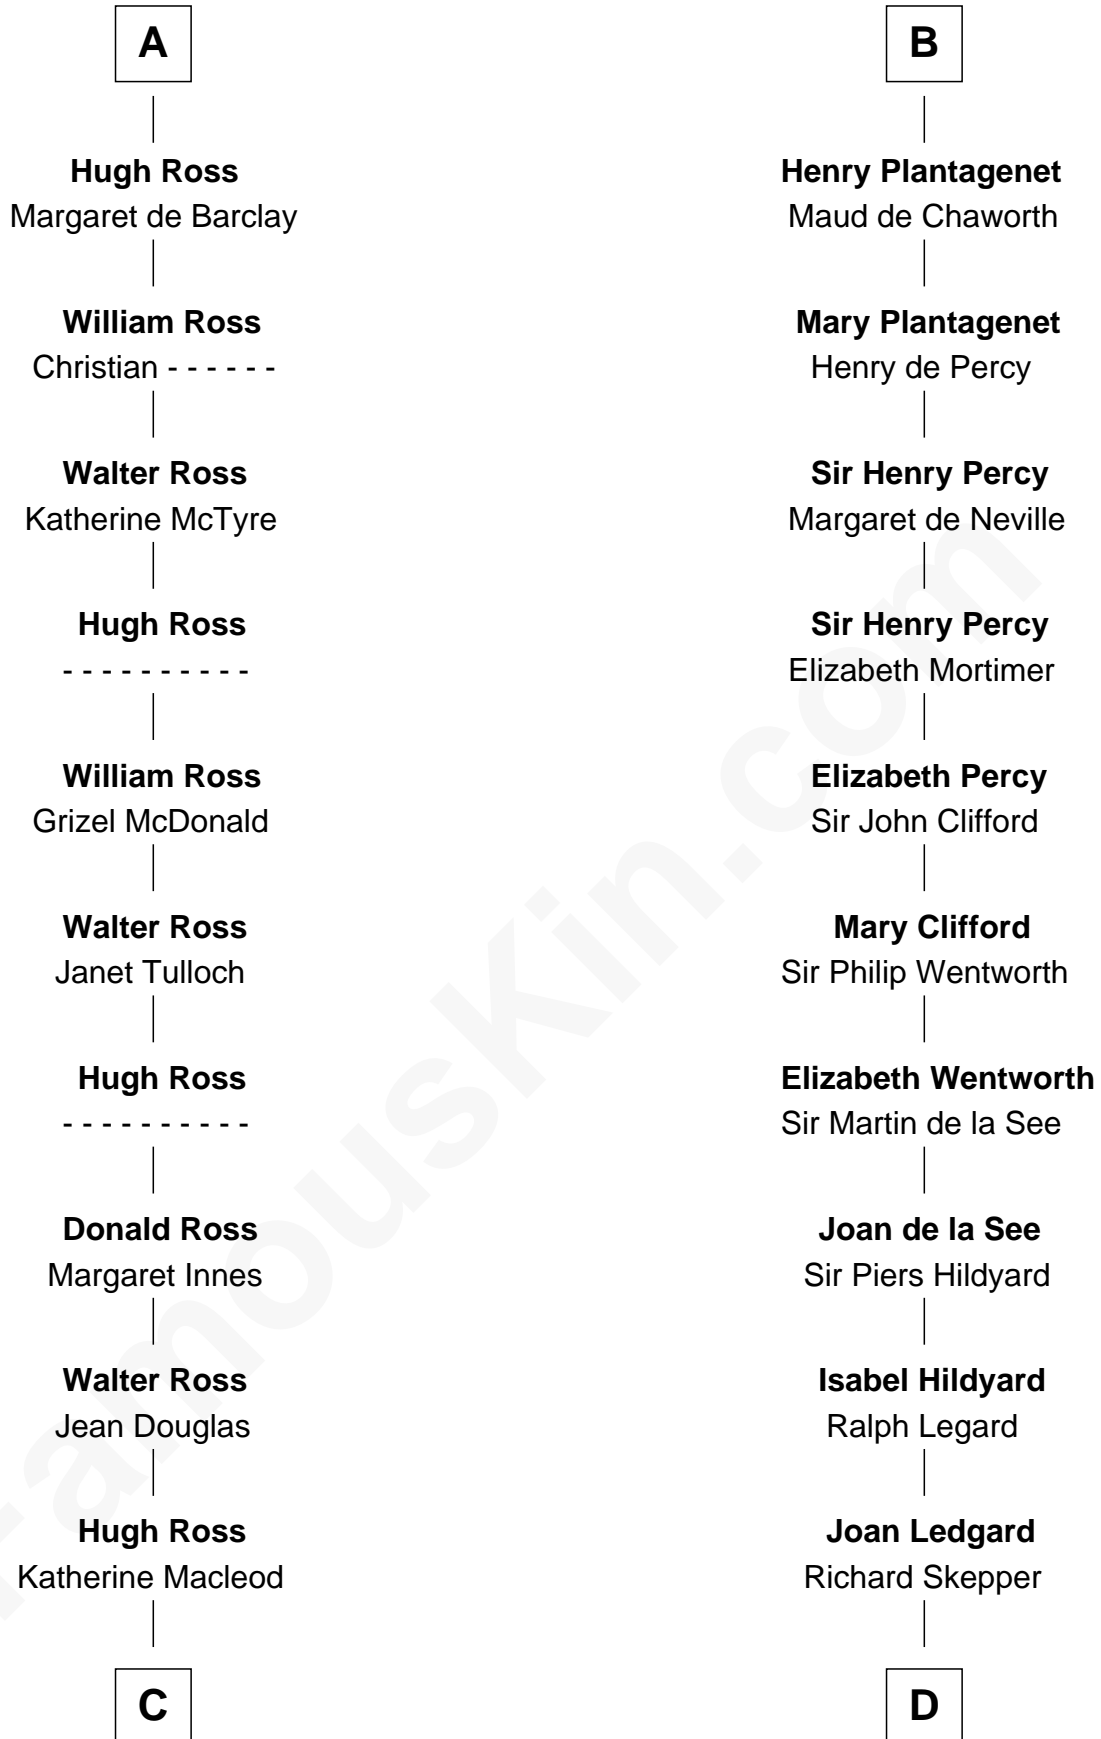 A
Hugh Ross
Margaret de Barclay
William Ross
Christian - - - - - -
Walter Ross
Katherine McTyre
Hugh Ross
- - - - - - - - - -
William Ross
Grizel McDonald
Walter Ross
Janet Tulloch
Hugh Ross
- - - - - - - - - -
Donald Ross
Margaret Innes
Walter Ross
Jean Douglas
Hugh Ross
Katherine Macleod
C
B
Henry Plantagenet
Maud de Chaworth
Mary Plantagenet
Henry de Percy
Sir Henry Percy
Margaret de Neville
Sir Henry Percy
Elizabeth Mortimer
Elizabeth Percy
Sir John Clifford
Mary Clifford
Sir Philip Wentworth
Elizabeth Wentworth
Sir Martin de la See
Joan de la See
Sir Piers Hildyard
Isabel Hildyard
Ralph Legard
Joan Ledgard
Richard Skepper
D
FamousKin.com